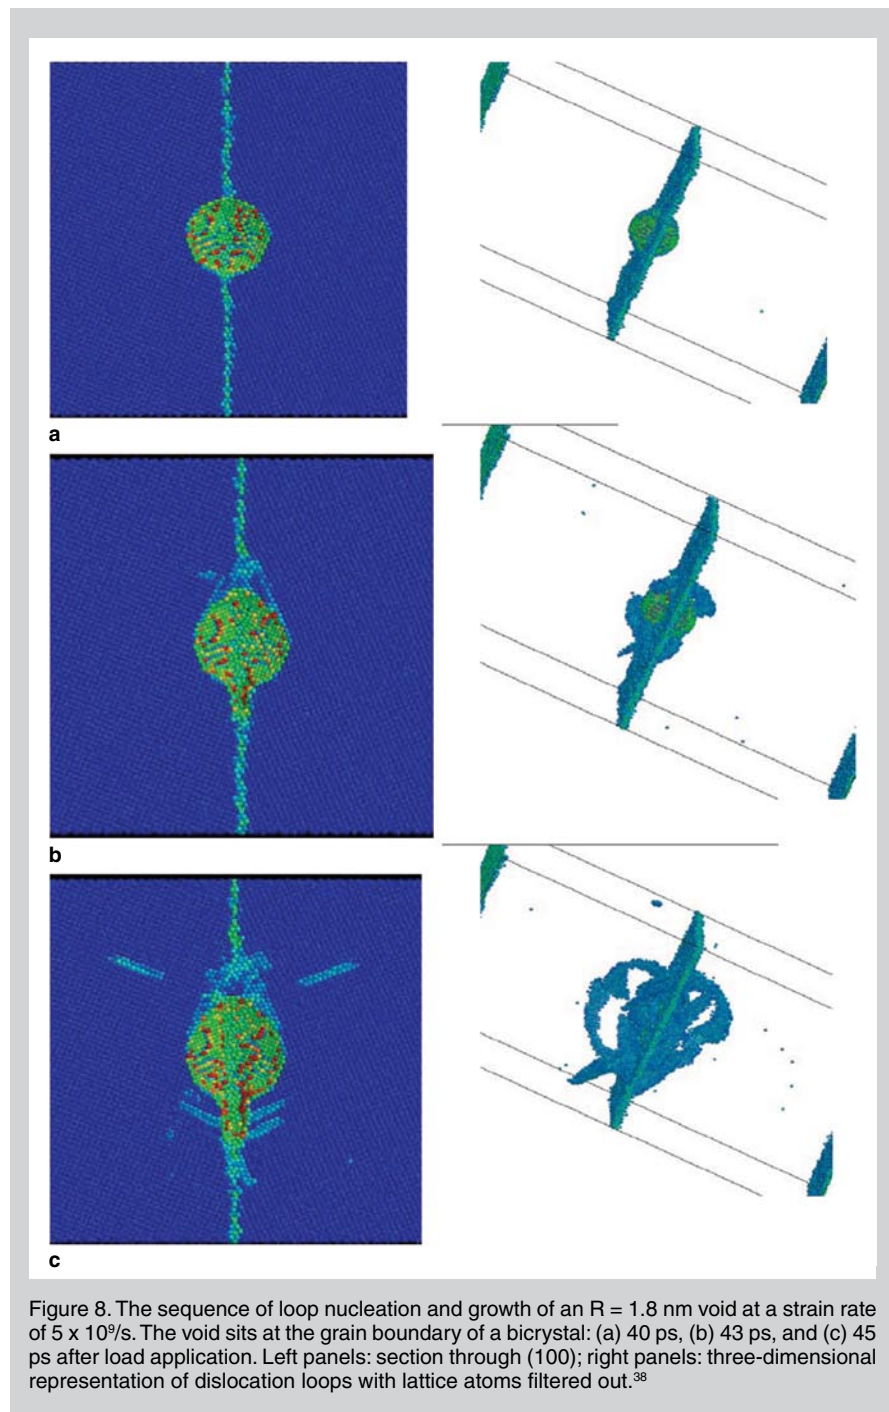 a
b
c
Figure 8. The sequence of loop nucleation and growth of an R = 1.8 nm void at a strain rate
of 5 x 10⁹/s. The void sits at the grain boundary of a bicrystal: (a) 40 ps, (b) 43 ps, and (c) 45
ps after load application. Left panels: section through (100); right panels: three-dimensional
representation of dislocation loops with lattice atoms filtered out.³⁸